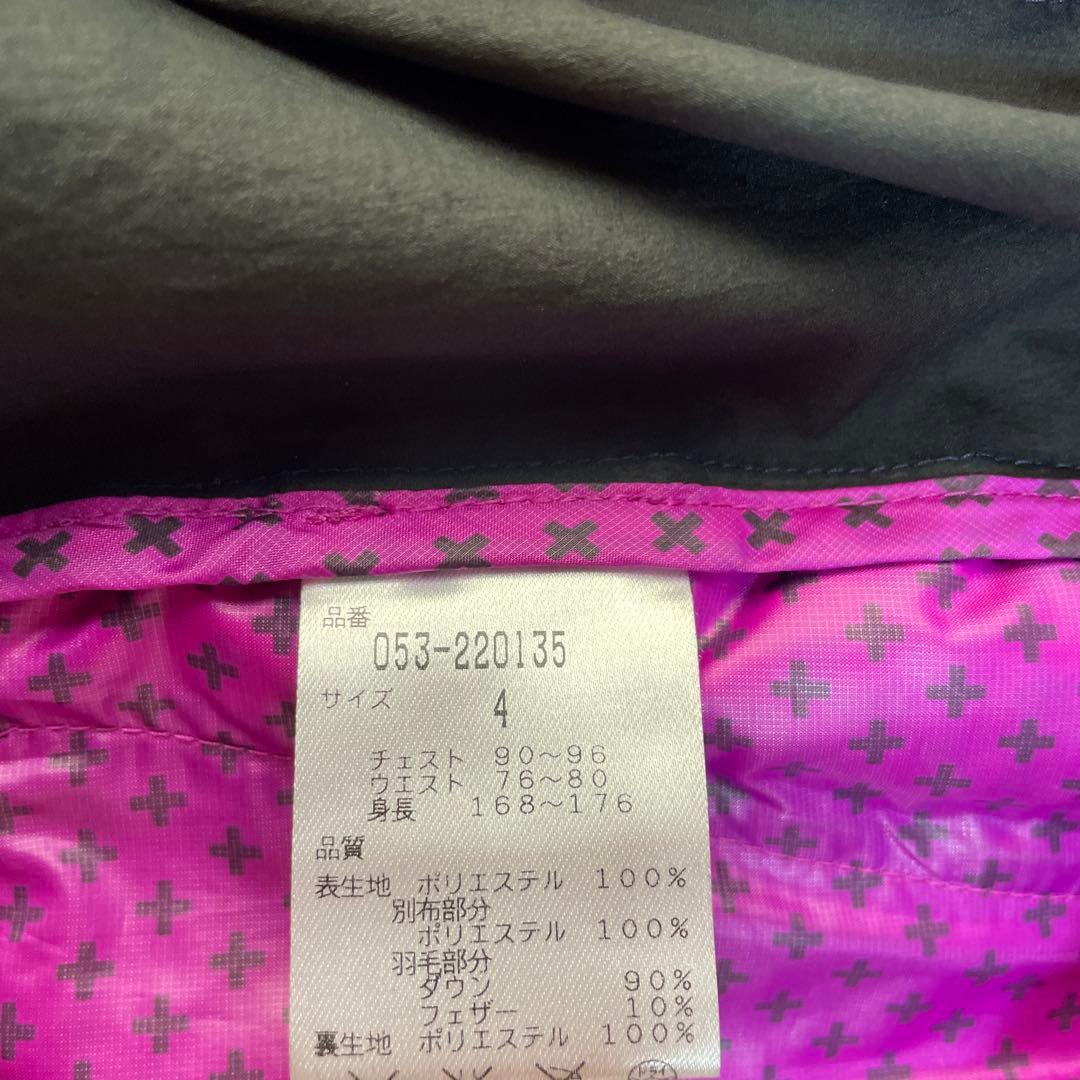 品番
053-220135
サイズ 4
チェスト 90〜96
ウエスト 76〜80
身長 168〜176
品質
表生地 ポリエステル 100%
別布部分
ポリエステル 100%
羽毛部分
ダウン 90%
フェザー 10%
裏生地 ポリエステル 100%
ドライ